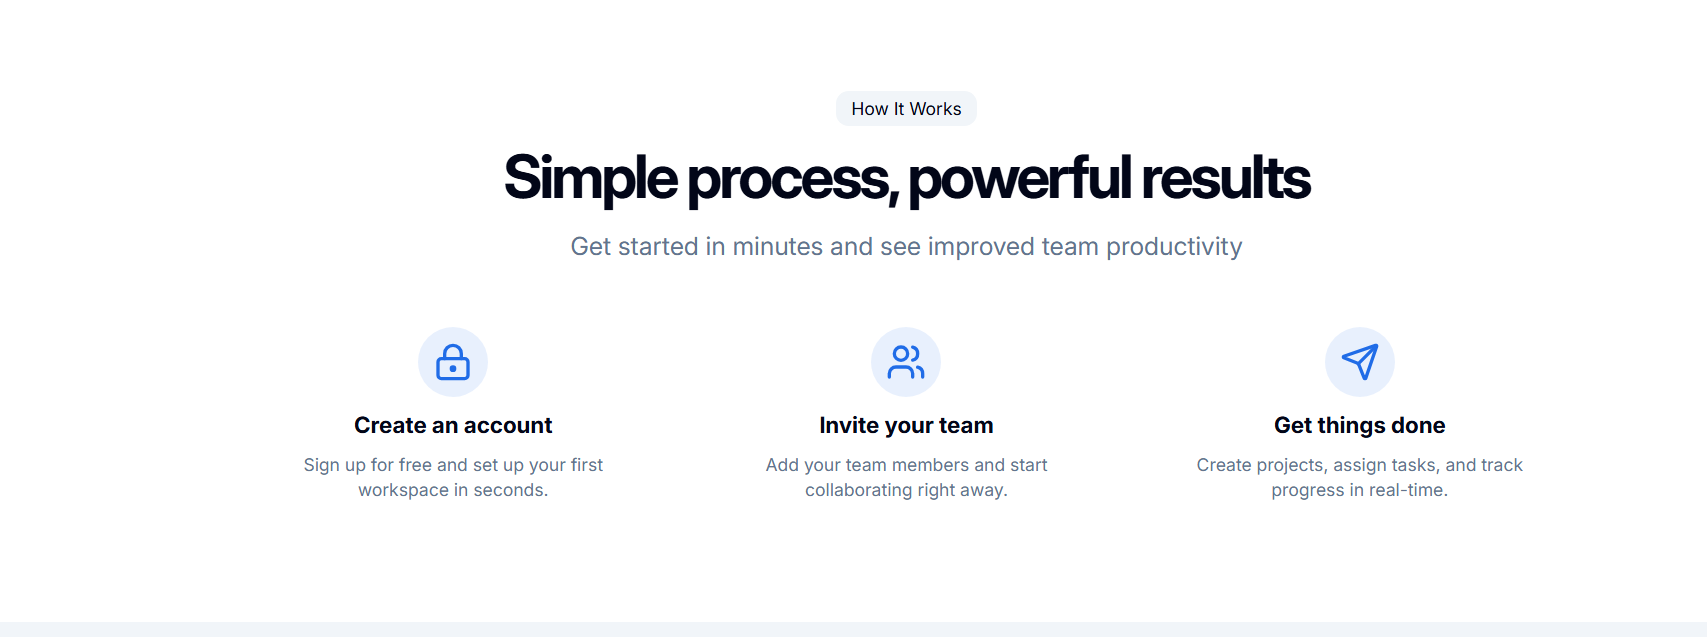 How It Works
Simple process, powerful results
Get started in minutes and see improved team productivity
Create an account
Sign up for free and set up your first
workspace in seconds.
Invite your team
Add your team members and start
collaborating right away.
Get things done
Create projects, assign tasks, and track
progress in real-time.